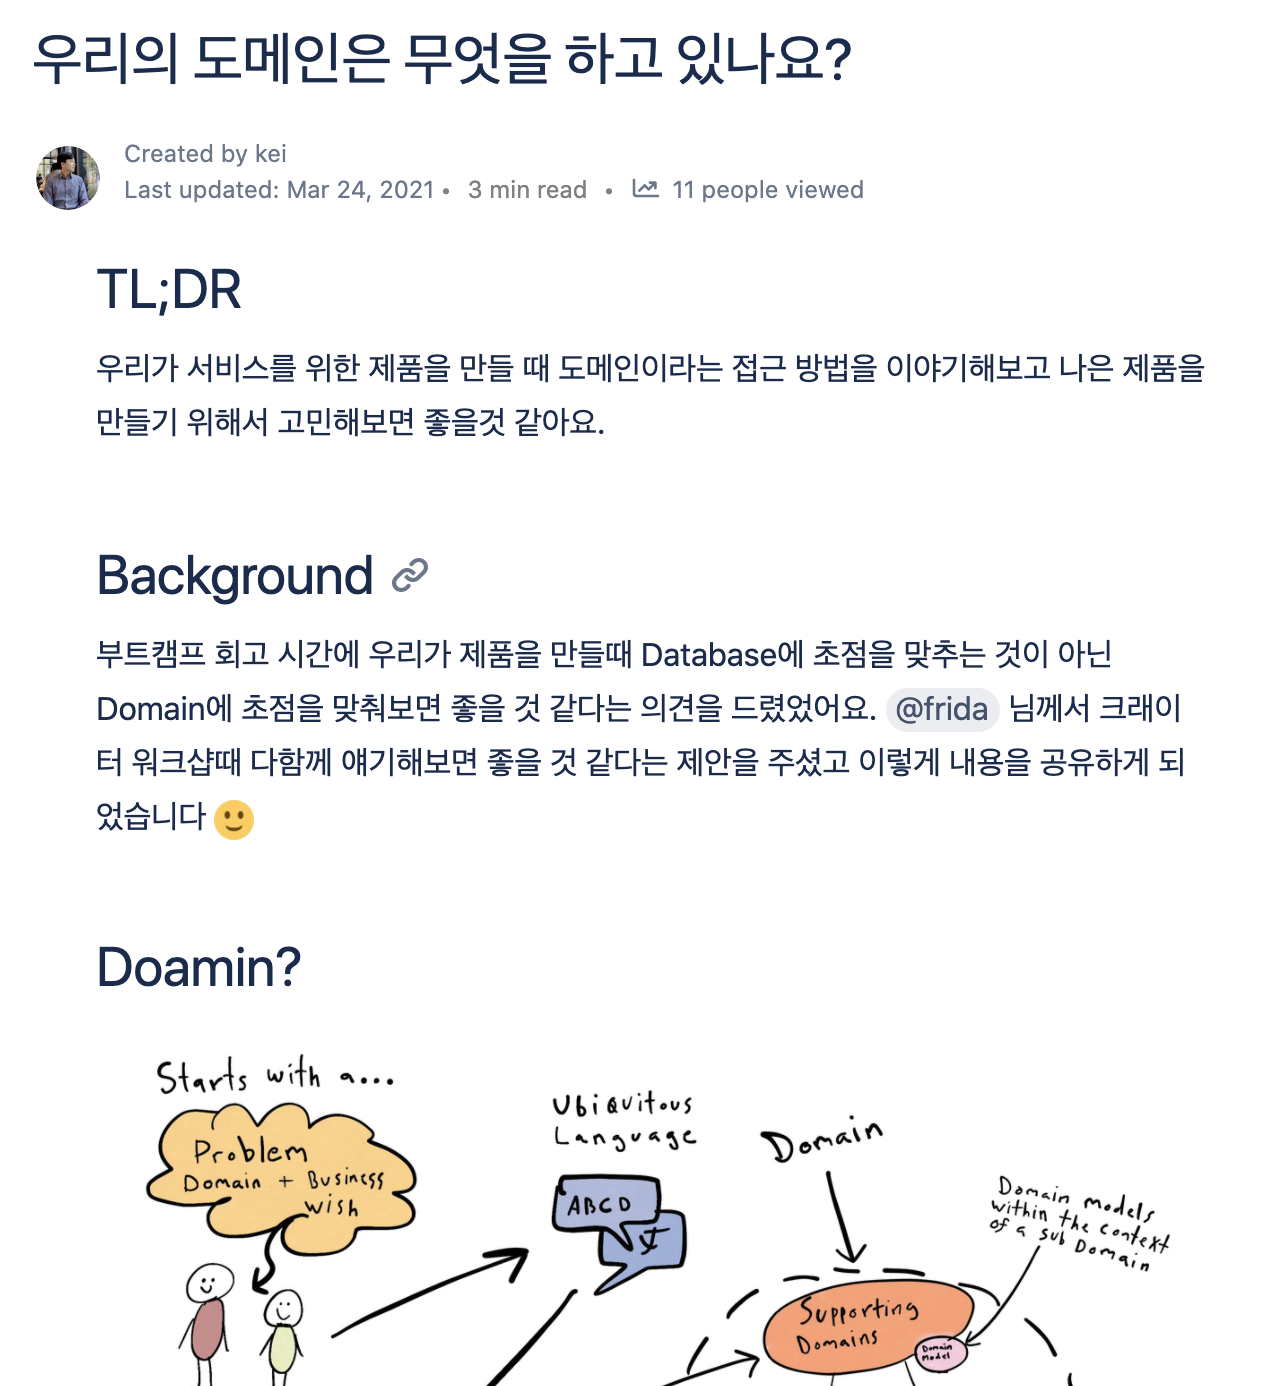 우리의 도메인은 무엇을 하고 있나요?
Created by kei
Last updated: Mar 24, 2021 • 3 min read • 11 people viewed
TL;DR
우리가 서비스를 위한 제품을 만들 때 도메인이라는 접근 방법을 이야기해보고 나은 제품을
만들기 위해서 고민해보면 좋을것 같아요.
Background
부트캠프 회고 시간에 우리가 제품을 만들때 Database에 초점을 맞추는 것이 아닌
Domain에 초점을 맞춰보면 좋을 것 같다는 의견을 드렸었어요. @frida 님께서 크래이
터 워크샵때 다함께 얘기해보면 좋을 것 같다는 제안을 주셨고 이렇게 내용을 공유하게 되
었습니다
Doamin?
Starts with a...
Problem
Domain + Business
wish
Ubiquitous
Language
ABCD
Domain
Domain models
within the context
of a sub Domain
Supporting
Domains
Domain
Model